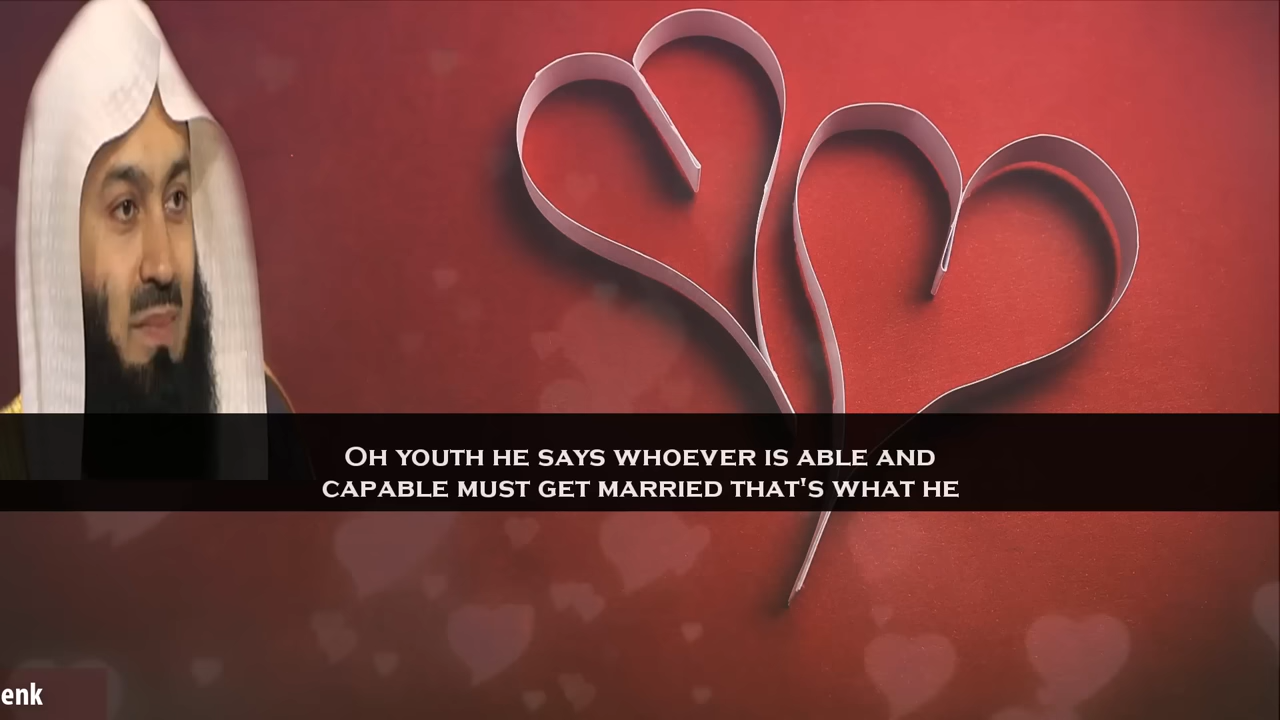 Oh youth he says whoever is able and
capable must get married that's what he
enk